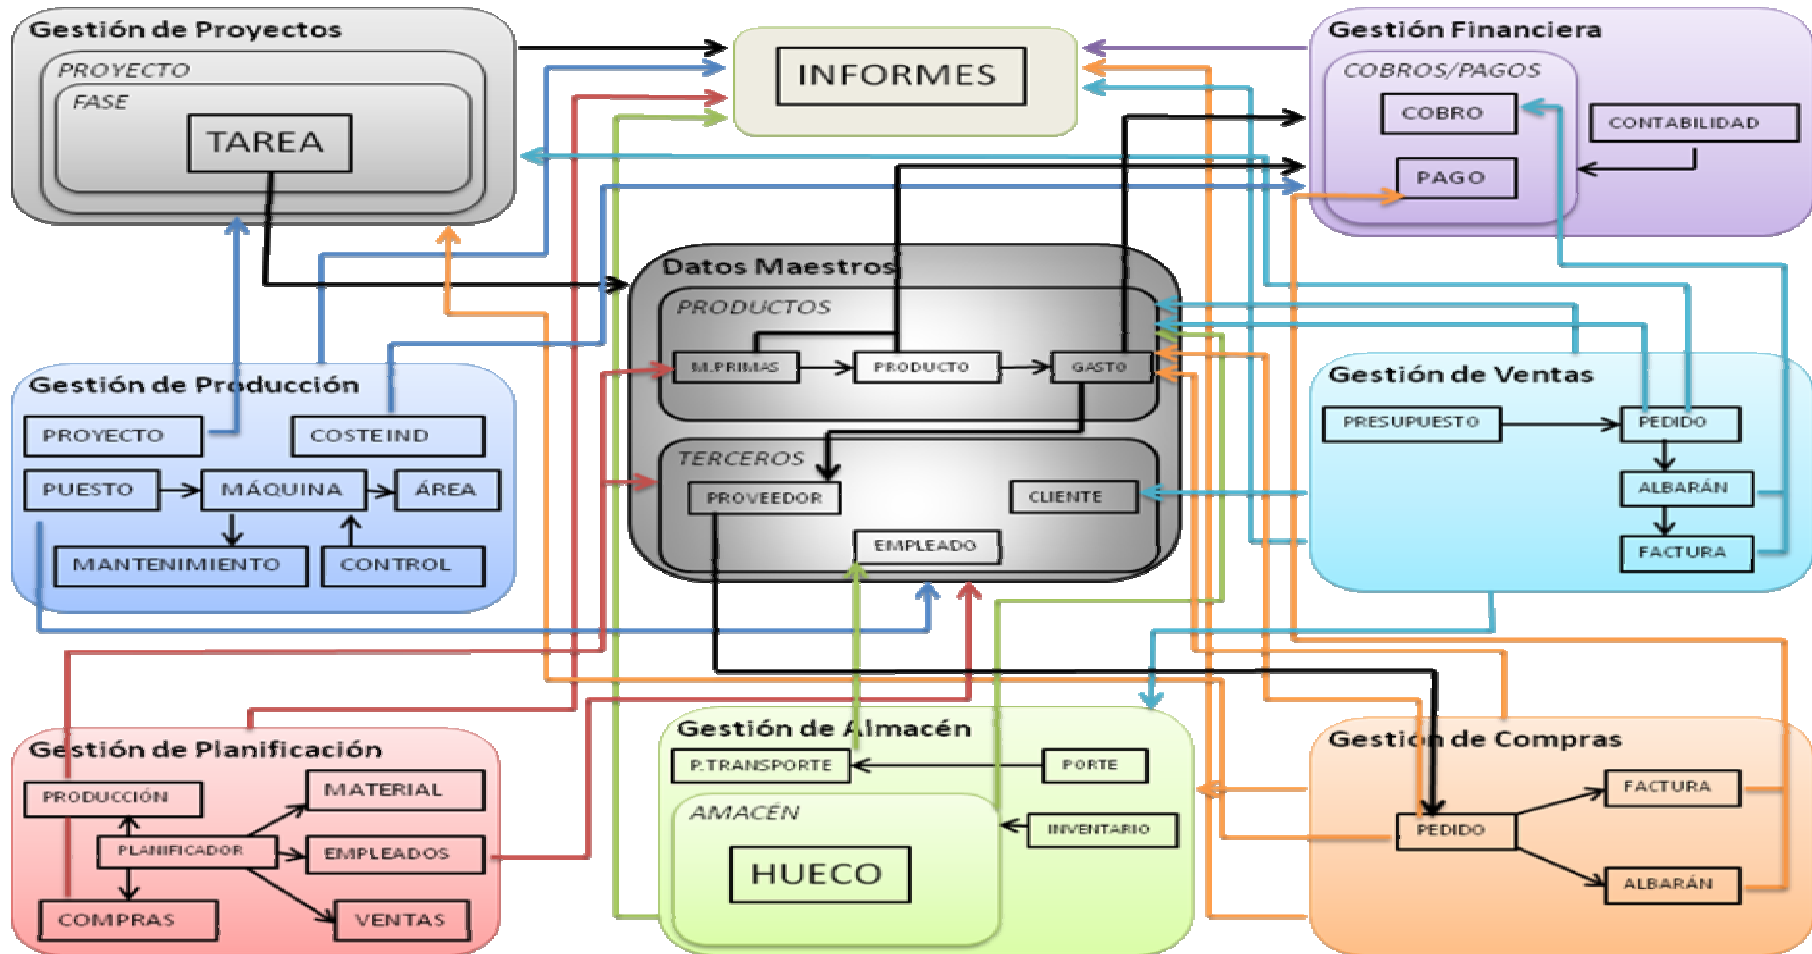 Gestión de Proyectos
PROYECTO
FASE
TAREA
INFORMES
Gestión Financiera
COBROS/PAGOS
COBRO
CONTABILIDAD
PAGO
Datos Maestros
PRODUCTOS
M.PRIMAS
PRODUCTO
GASTO
TERCEROS
PROVEEDOR
CLIENTE
EMPLEADO
Gestión de Producción
PROYECTO
COSTEIND
PUESTO
MÁQUINA
ÁREA
MANTENIMIENTO
CONTROL
Gestión de Ventas
PRESUPUESTO
PEDIDO
ALBARÁN
FACTURA
Gestión de Planificación
PRODUCCIÓN
MATERIAL
PLANIFICADOR
EMPLEADOS
COMPRAS
VENTAS
Gestión de Almacén
P.TRANSPORTE
PORTE
AMACÉN
INVENTARIO
HUECO
Gestión de Compras
FACTURA
PEDIDO
ALBARÁN